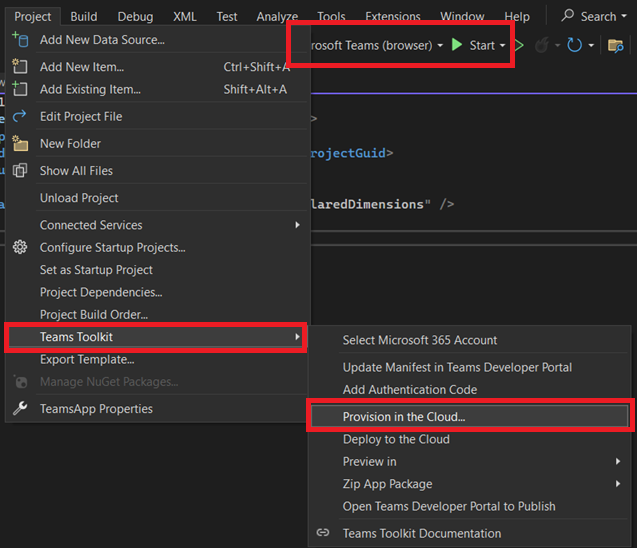 Project Build Debug XML Test Analyze Tools Extensions Window Help Search
rosoft Teams (browser) Start
Add New Data Source...
Add New Item... Ctrl+Shift+A
Add Existing Item... Shift+Alt+A
Edit Project File
New Folder
Show All Files
rojectGuid>
Unload Project
laredDimensions" />
Connected Services
Configure Startup Projects...
Set as Startup Project
Project Dependencies...
Project Build Order...
Teams Toolkit
Export Template...
Manage NuGet Packages...
TeamsApp Properties
Select Microsoft 365 Account
Update Manifest in Teams Developer Portal
Add Authentication Code
Provision in the Cloud...
Deploy to the Cloud
Preview in
Zip App Package
Open Teams Developer Portal to Publish
Teams Toolkit Documentation